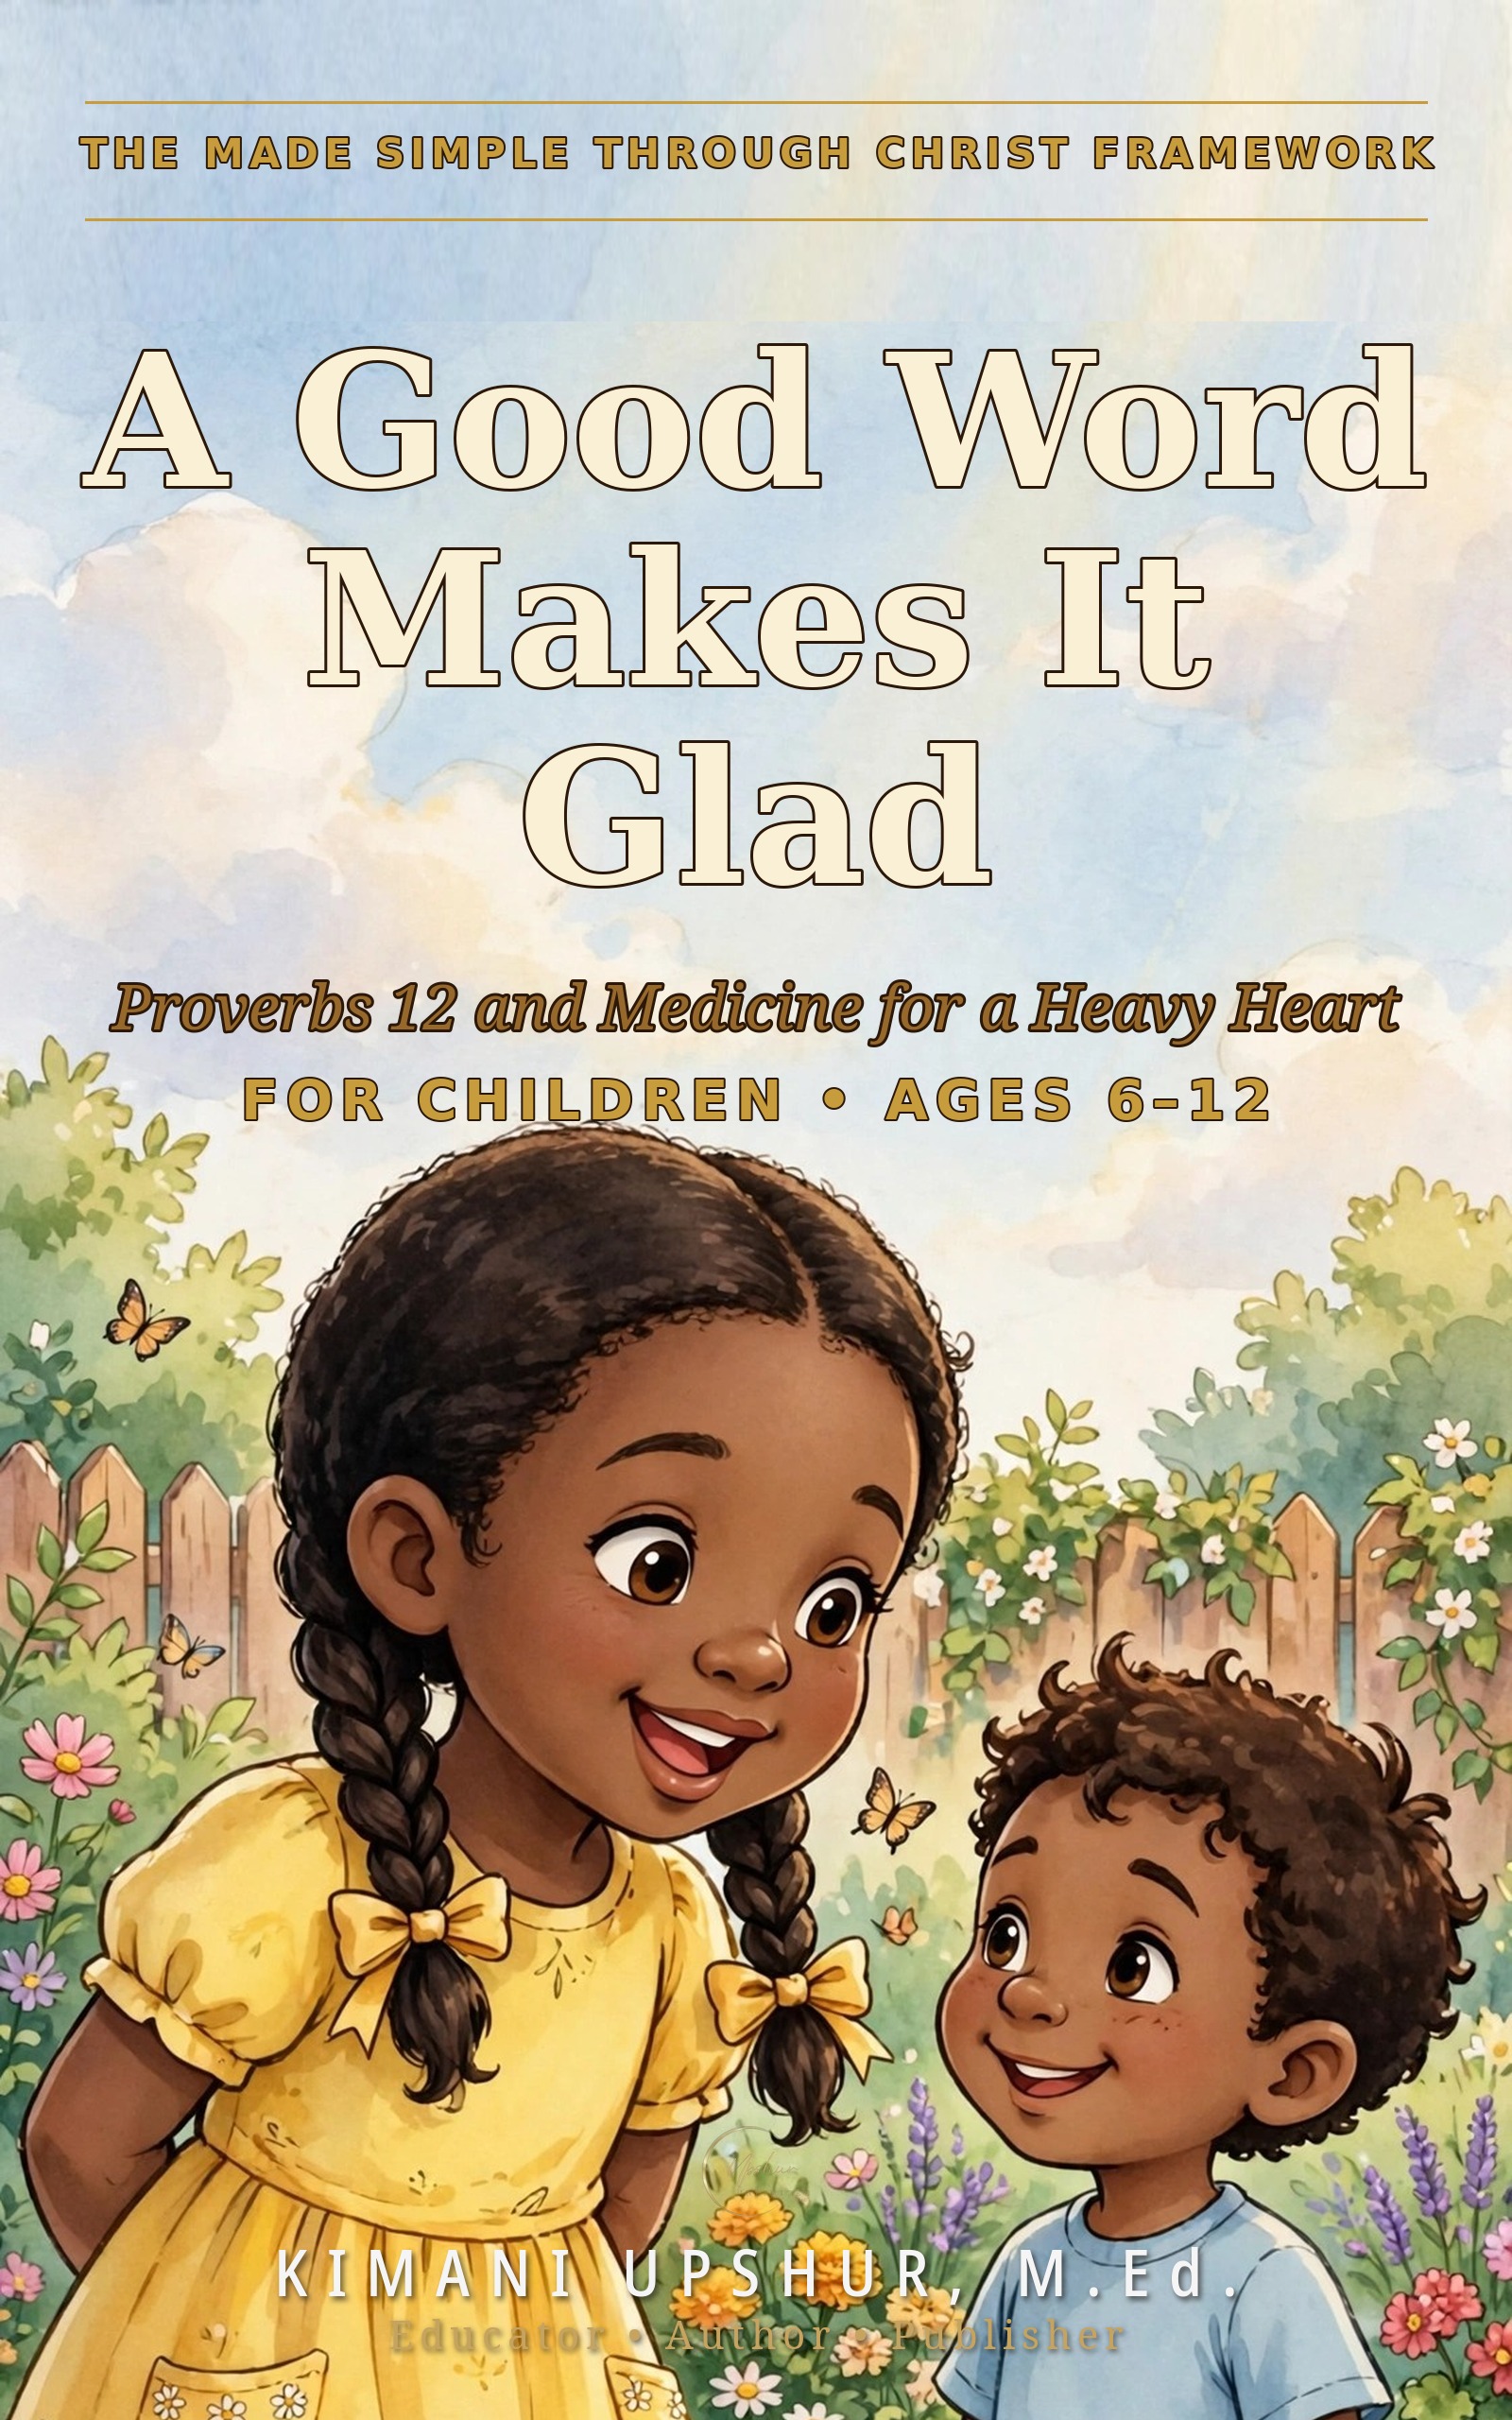 THE MADE SIMPLE THROUGH CHRIST FRAMEWORK
A Good Word
Makes It
Glad
Proverbs 12 and Medicine for a Heavy Heart
FOR CHILDREN • AGES 6–12
KIMANI UPSHUR, M.Ed.
Educator • Author • Publisher